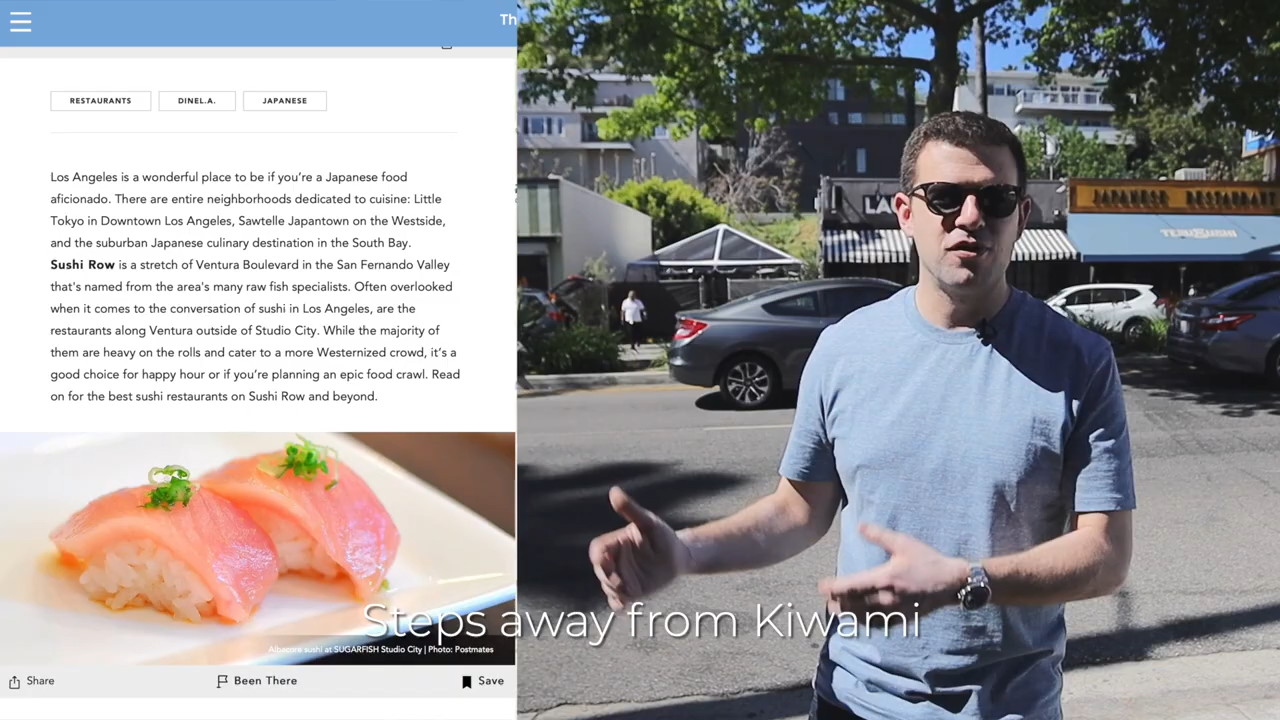 Th
RESTAURANTS
DINEL.A.
JAPANESE
Los Angeles is a wonderful place to be if you’re a Japanese food
aficionado. There are entire neighborhoods dedicated to cuisine: Little
Tokyo in Downtown Los Angeles, Sawtelle Japantown on the Westside,
and the suburban Japanese culinary destination in the South Bay.
Sushi Row is a stretch of Ventura Boulevard in the San Fernando Valley
that's named from the area's many raw fish specialists. Often overlooked
when it comes to the conversation of sushi in Los Angeles, are the
restaurants along Ventura outside of Studio City. While the majority of
them are heavy on the rolls and cater to a more Westernized crowd, it’s a
good choice for happy hour or if you’re planning an epic food crawl. Read
on for the best sushi restaurants on Sushi Row and beyond.
JAPANESE RESTAURANT
TERU SUSHI
Steps away from Kiwami
Albacore sushi at SUGARFISH Studio City | Photo: Postmates
Share
Been There
Save